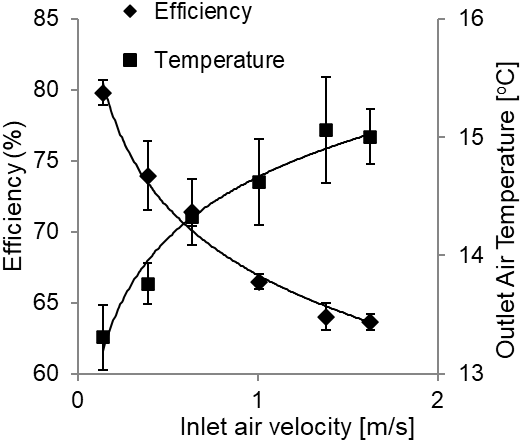 Efficiency
Temperature
85
80
75
70
65
60
Efficiency (%)
16
15
14
13
Outlet Air Temperature [°C]
0
1
2
Inlet air velocity [m/s]